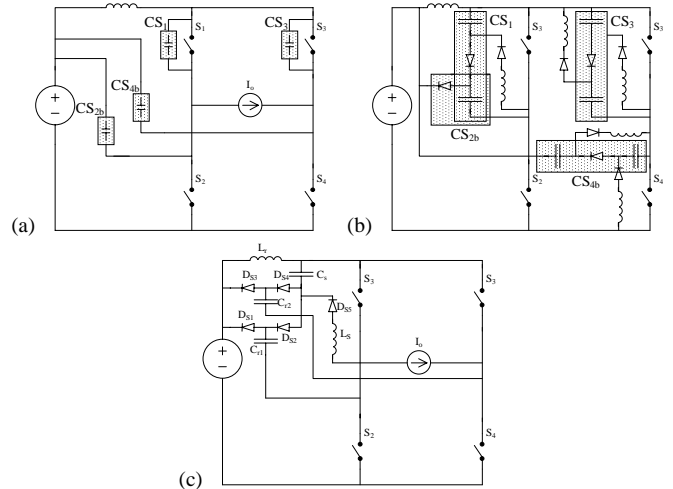 CS1 S1 CS3 S3
Io
CS4b
CS2b
S2 S4
(a)
CS1 S3 CS3 S3
CS2b
S2 CS4b S4
(b)
Lr
DS3 DS4 Cs S3 S3
Cr2 DS5
DS1 LS Io
Cr1 DS2
S2 S4
(c)